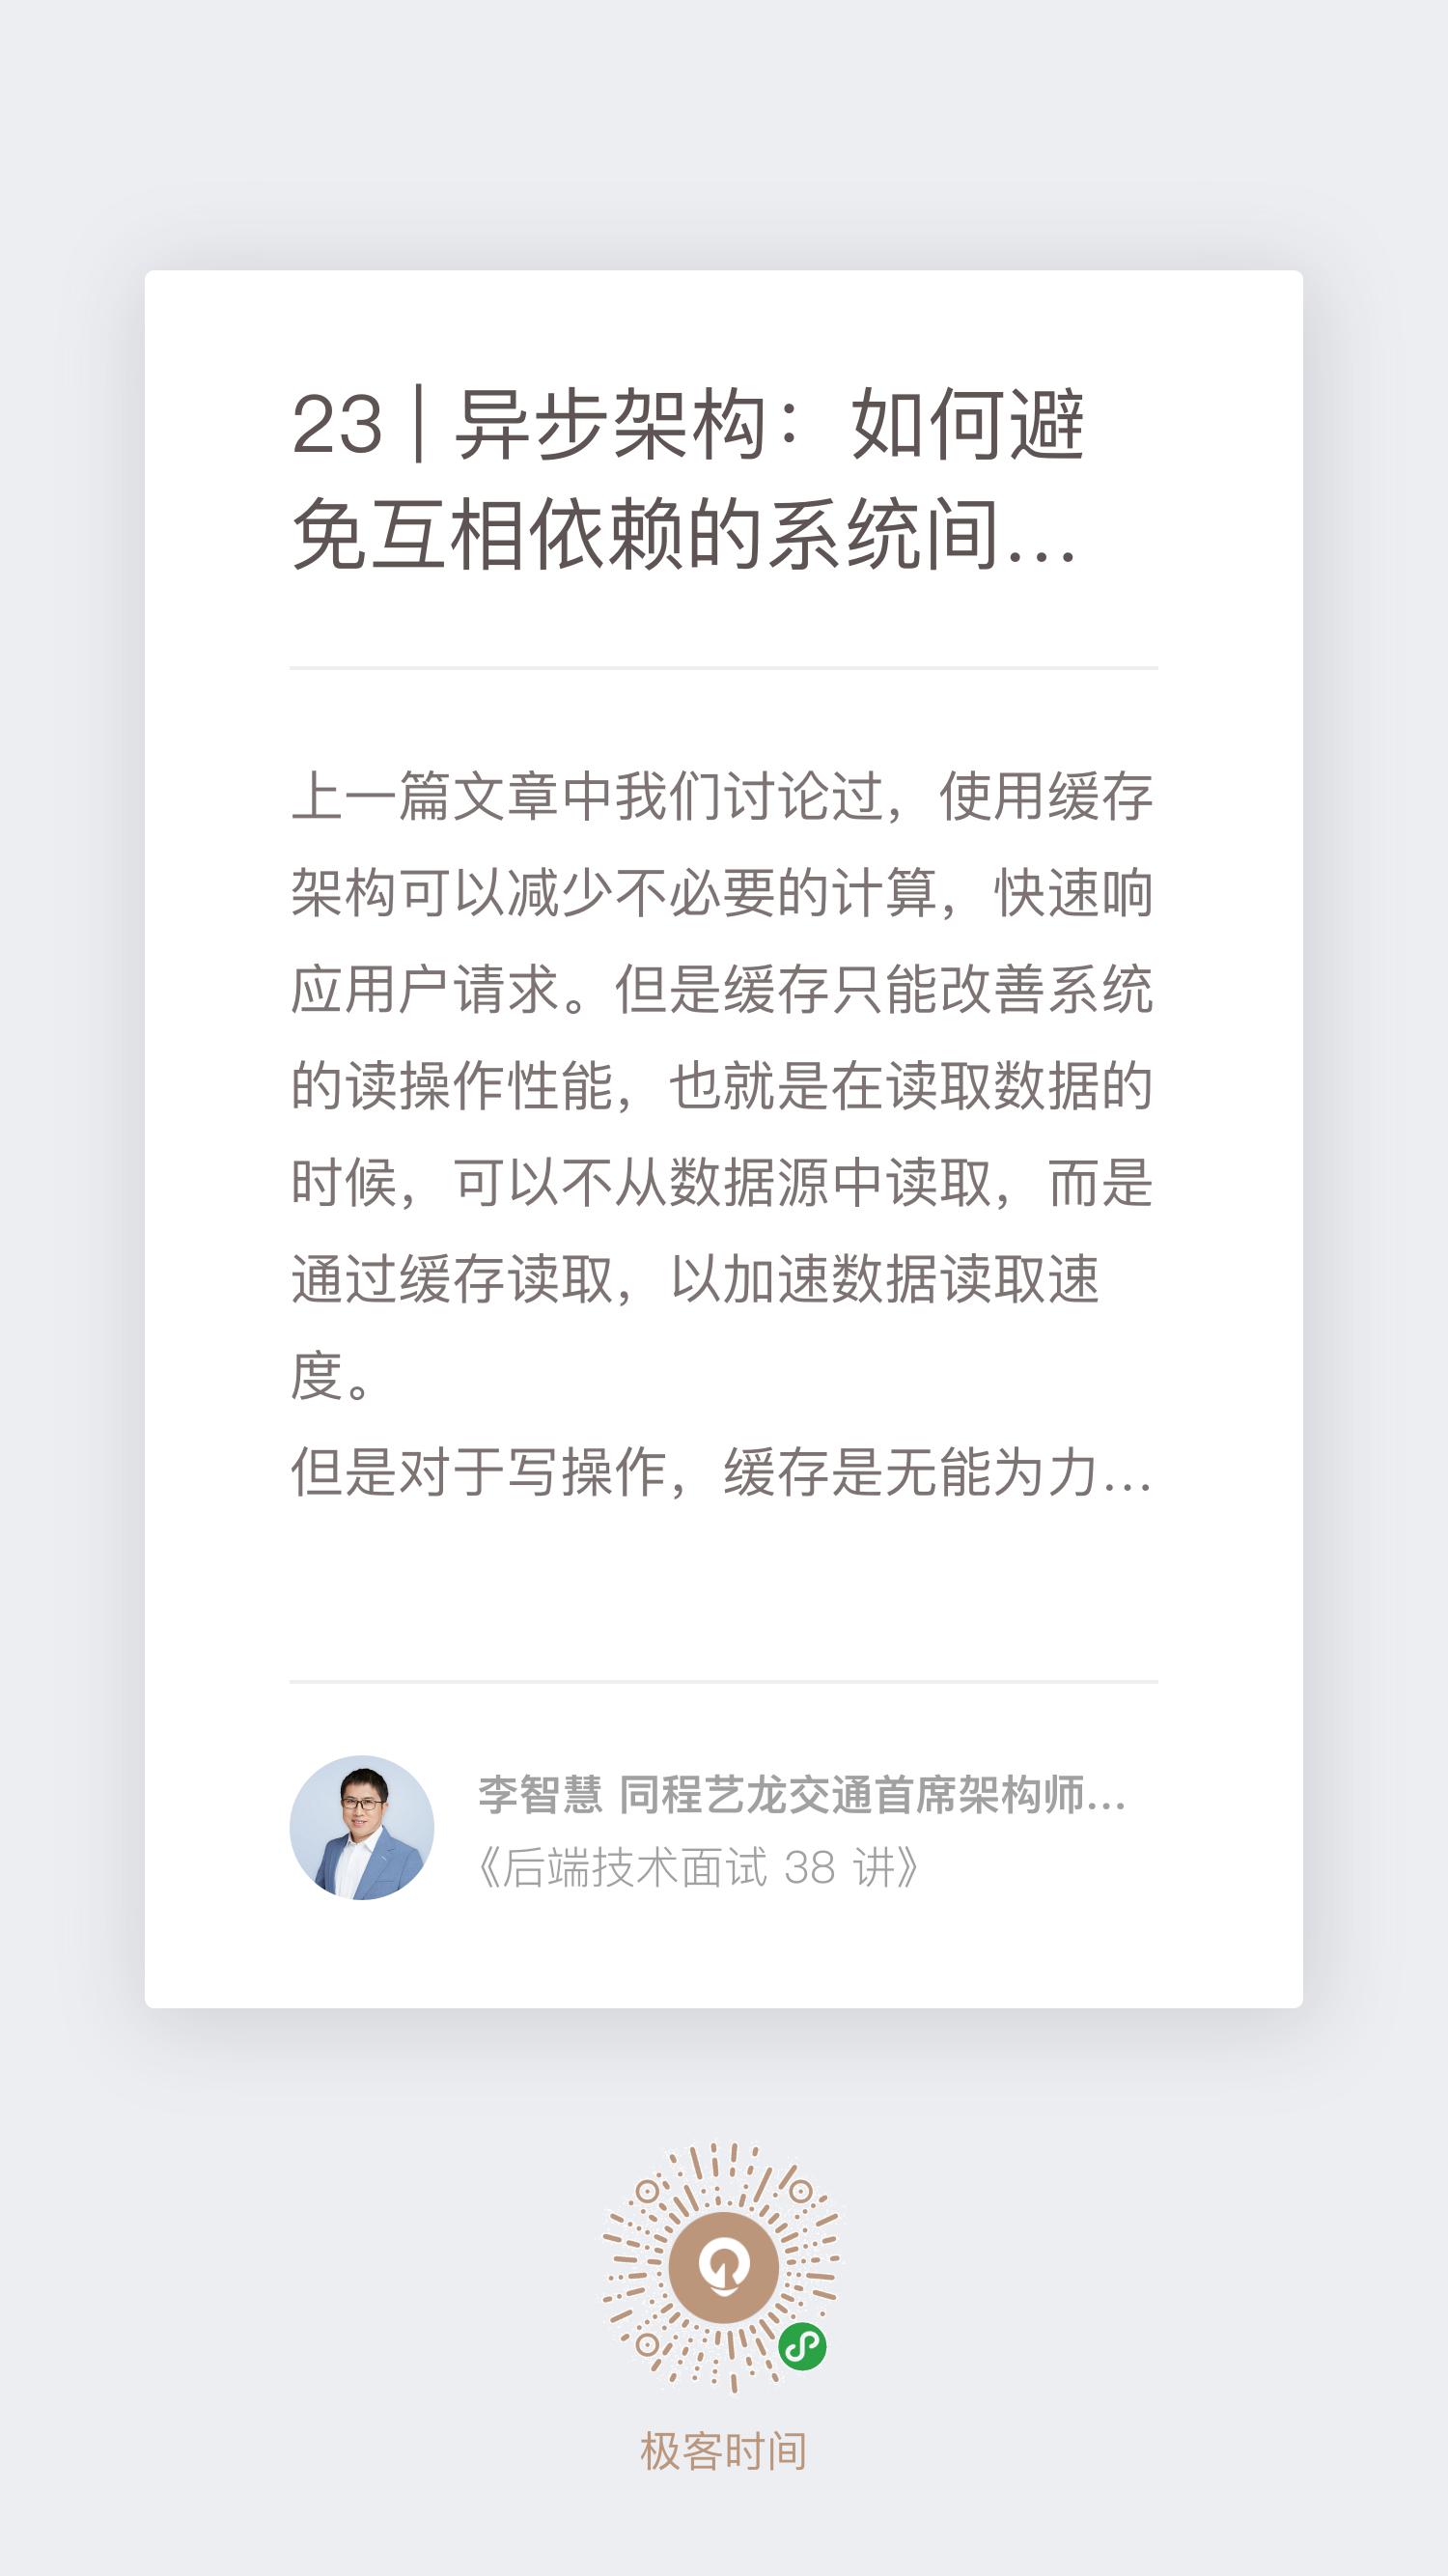 23 | 异步架构：如何避
免互相依赖的系统间...
上一篇文章中我们讨论过，使用缓存
架构可以减少不必要的计算，快速响
应用户请求。但是缓存只能改善系统
的读操作性能，也就是在读取数据的
时候，可以不从数据源中读取，而是
通过缓存读取，以加速数据读取速
度。
但是对于写操作，缓存是无能为力...
李智慧 同程艺龙交通首席架构师...
《后端技术面试 38 讲》
极客时间